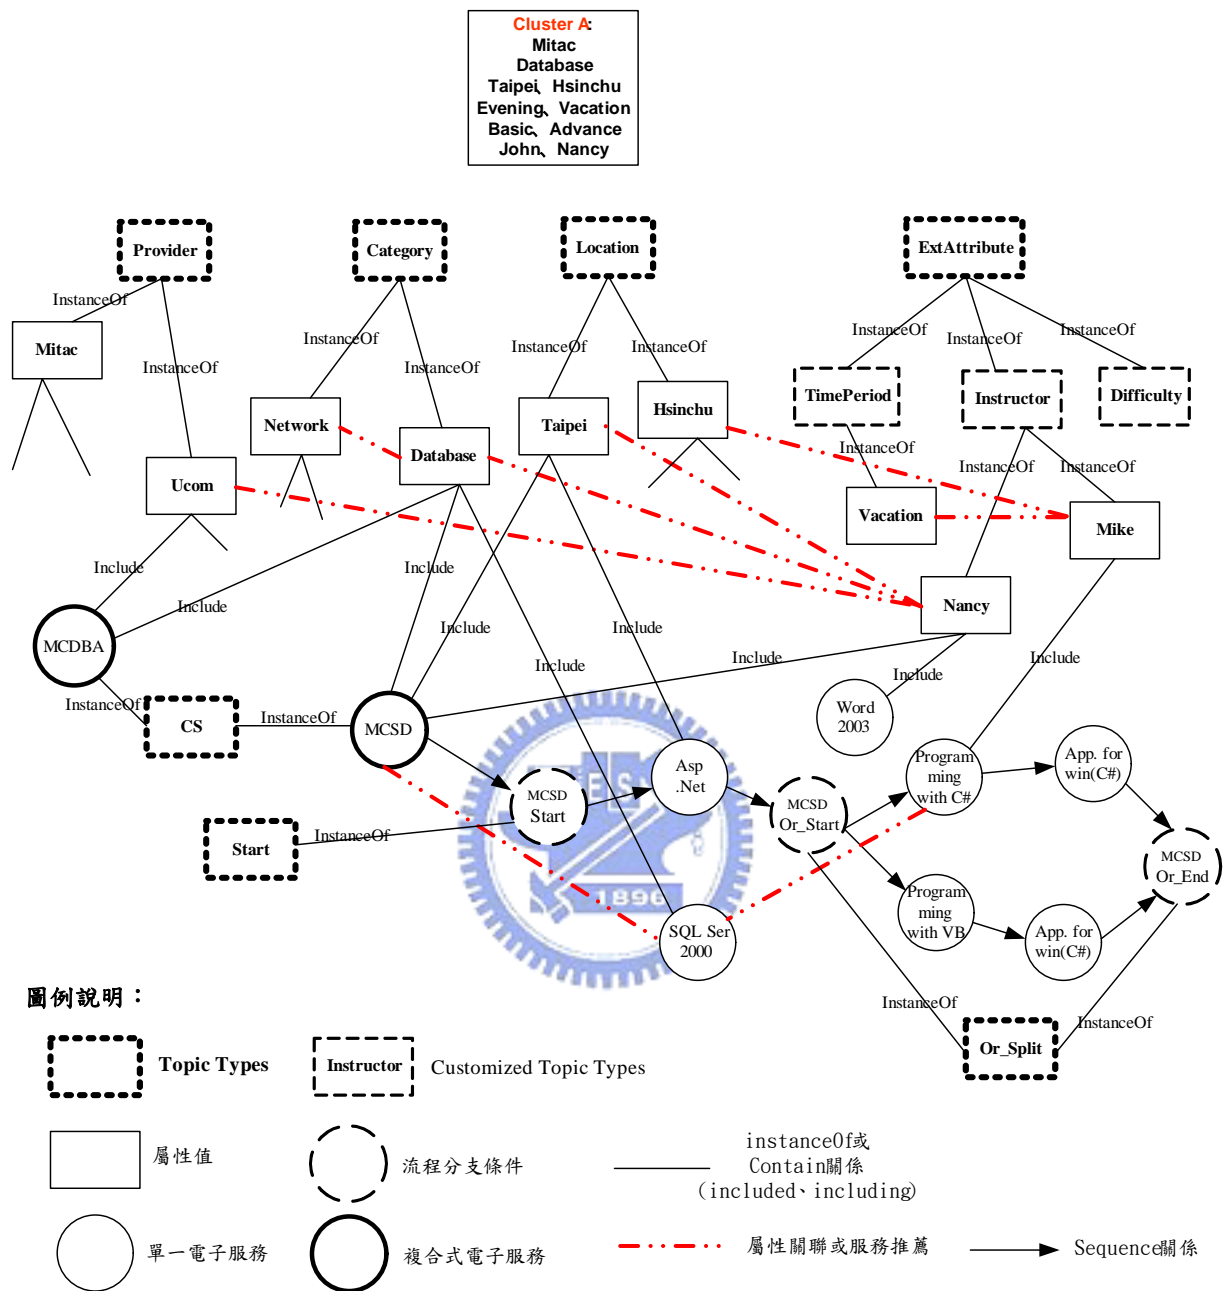 Cluster A:
Mitac
Database
Taipei、Hsinchu
Evening、Vacation
Basic、Advance
John、Nancy
Provider
Category
Location
ExtAttribute
InstanceOf
InstanceOf
InstanceOf
InstanceOf
InstanceOf
InstanceOf
InstanceOf
InstanceOf
InstanceOf
Mitac
InstanceOf
Network
Database
Taipei
Hsinchu
TimePeriod
Instructor
Difficulty
InstanceOf
InstanceOf
InstanceOf
Ucom
Vacation
Mike
Nancy
Include
Include
Include
Include
Include
Include
Include
Include
MCDBA
InstanceOf
CS
InstanceOf
MCSD
Word
2003
Asp
.Net
Program
ming
with C#
App. for
win(C#)
MCSD
Start
MCSD
Or_Start
Start
InstanceOf
ES
1896
MCSD
Or_End
Program
ming
with VB
App. for
win(C#)
SQL Ser
2000
InstanceOf
InstanceOf
Or_Split
圖例說明：
Topic Types
Instructor
Customized Topic Types
屬性值
流程分支條件
instanceOf或
Contain關係
(included、including)
單一電子服務
複合式電子服務
屬性關聯或服務推薦
Sequence關係